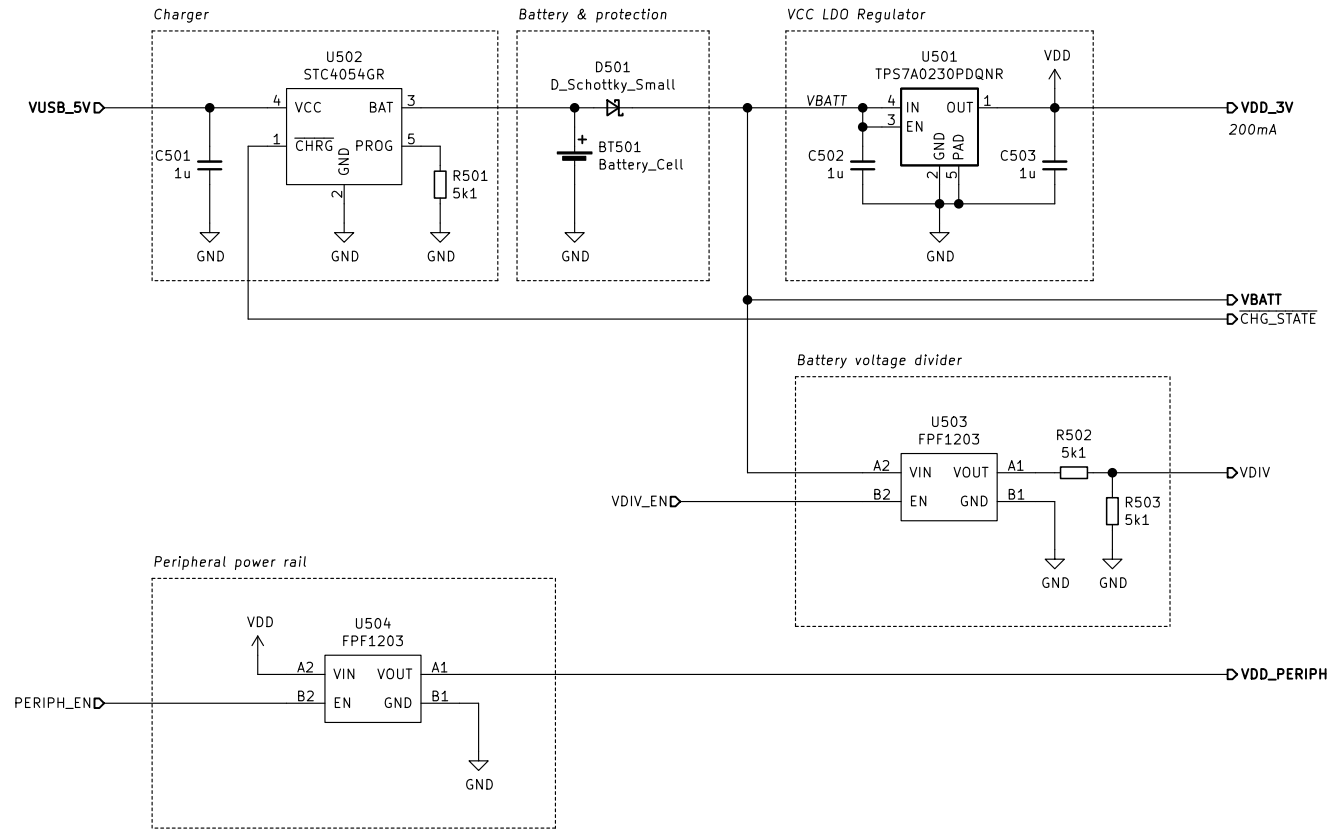 Charger
Battery & protection
VCC LDO Regulator
U502
STC4054GR
VUSB_5V
4
VCC
BAT
3
1
CHRG
PROG
5
GND
2
C501
1u
R501
5k1
GND
GND
GND
D501
D_Schottky_Small
+
BT501
Battery_Cell
GND
U501
TPS7A0230PDQNR
VDD
VBATT
4
IN
OUT
1
3
EN
GND
PAD
2
5
C502
1u
C503
1u
GND
VDD_3V
200mA
VBATT
CHG_STATE
Battery voltage divider
U503
FPF1203
A2
VIN
VOUT
A1
B2
EN
GND
B1
VDIV_EN
R502
5k1
VDIV
R503
5k1
GND
GND
Peripheral power rail
VDD
U504
FPF1203
A2
VIN
VOUT
A1
B2
EN
GND
B1
PERIPH_EN
VDD_PERIPH
GND